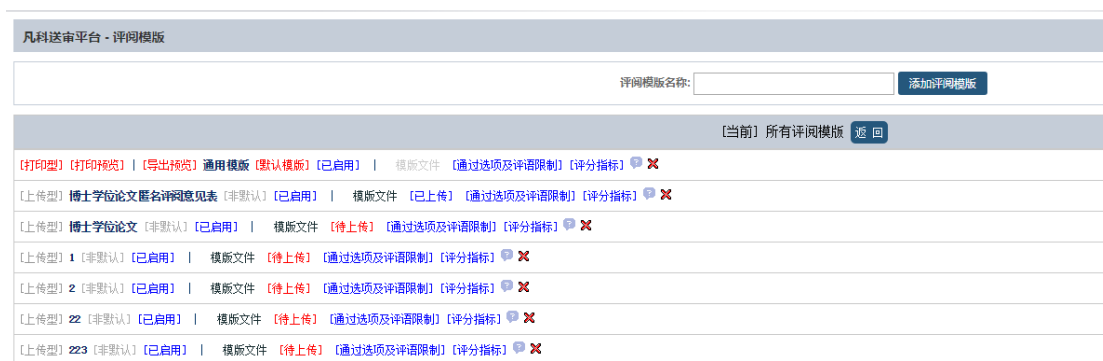 凡科送审平台 - 评阅模版
评阅模版名称: 添加评阅模版
[当前] 所有评阅模版 返 回
[打印型] [打印预览] | [导出预览] 通用模版 [默认模版] [已启用] | 模版文件 [通过选项及评语限制] [评分指标] ?
[上传型] 博士学位论文匿名评阅意见表 [非默认] [已启用] | 模版文件 [已上传] [通过选项及评语限制] [评分指标] ?
[上传型] 博士学位论文 [非默认] [已启用] | 模版文件 [待上传] [通过选项及评语限制] [评分指标] ?
[上传型] 1 [非默认] [已启用] | 模版文件 [待上传] [通过选项及评语限制] [评分指标] ?
[上传型] 2 [非默认] [已启用] | 模版文件 [待上传] [通过选项及评语限制] [评分指标] ?
[上传型] 22 [非默认] [已启用] | 模版文件 [待上传] [通过选项及评语限制] [评分指标] ?
[上传型] 223 [非默认] [已启用] | 模版文件 [待上传] [通过选项及评语限制] [评分指标] ?